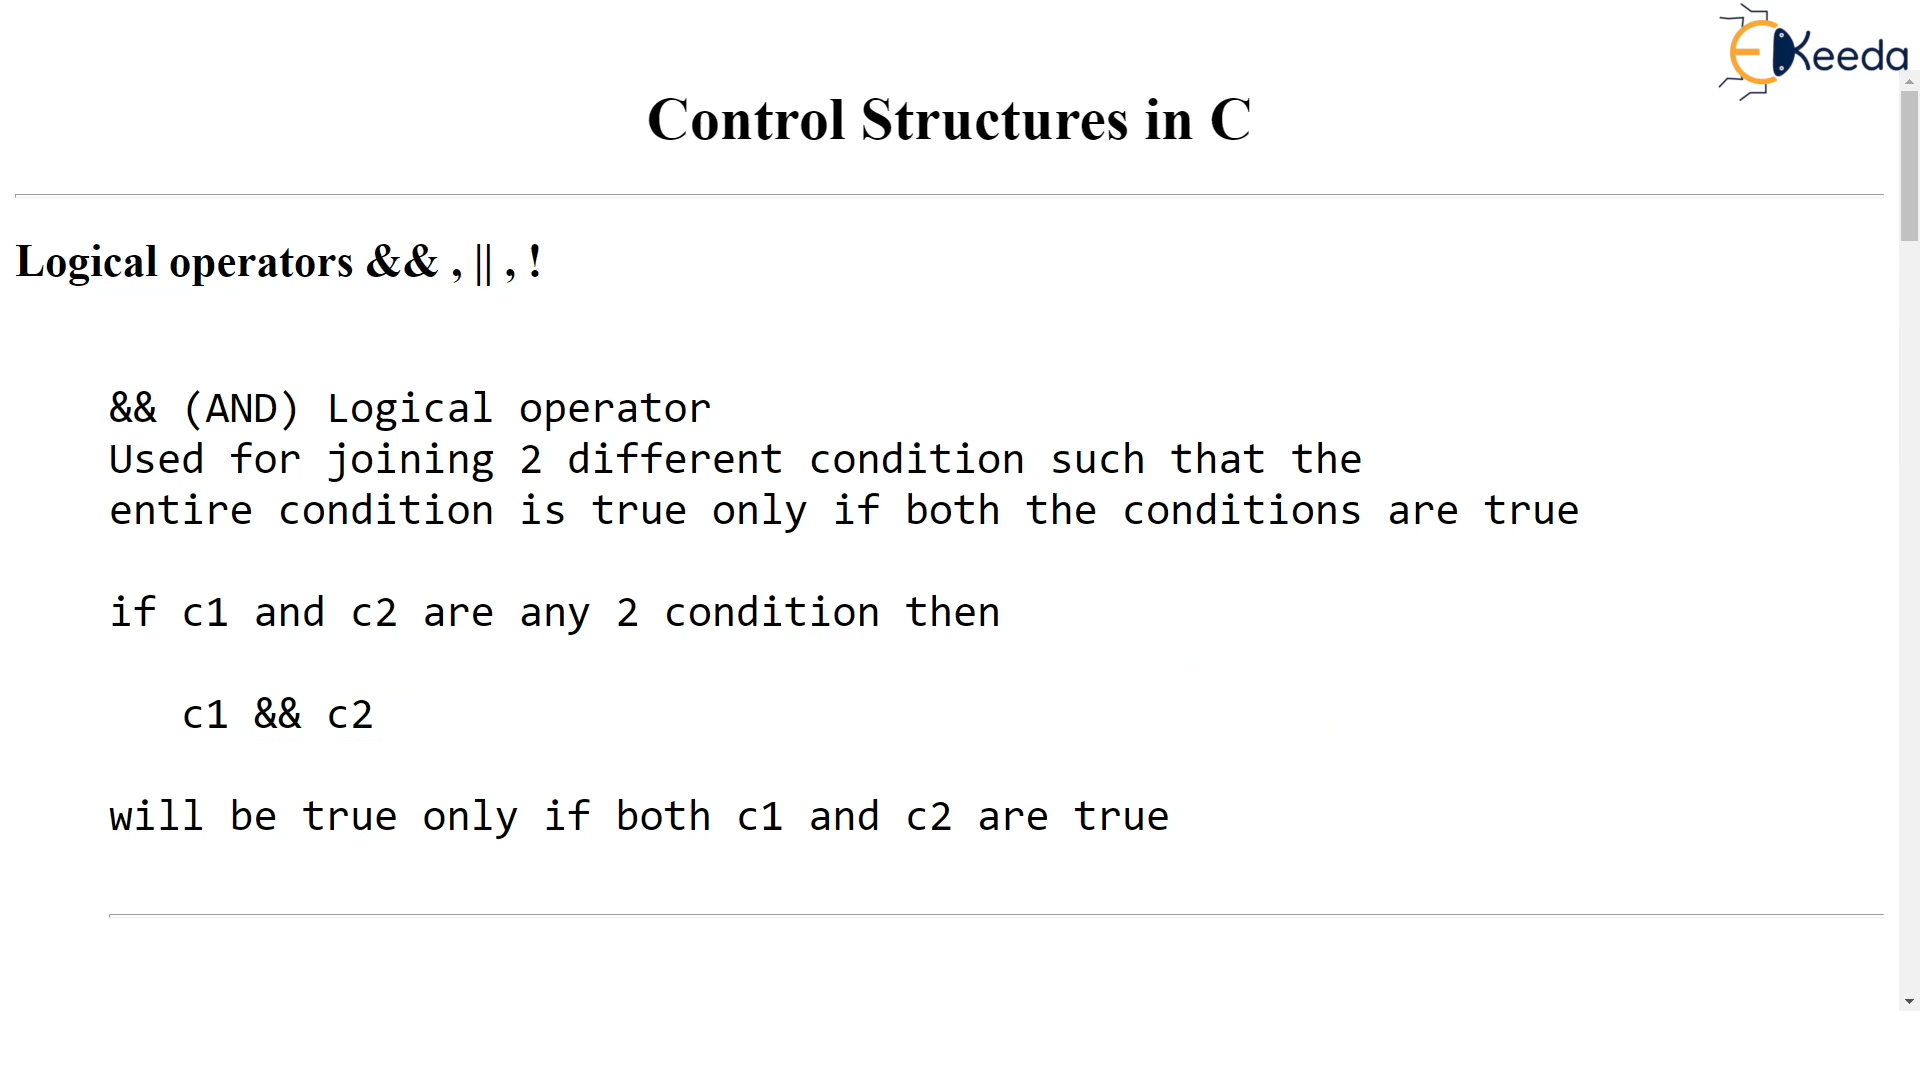 EKeeda
Control Structures in C
Logical operators && , || , !
&& (AND) Logical operator
Used for joining 2 different condition such that the
entire condition is true only if both the conditions are true
if c1 and c2 are any 2 condition then
c1 && c2
will be true only if both c1 and c2 are true